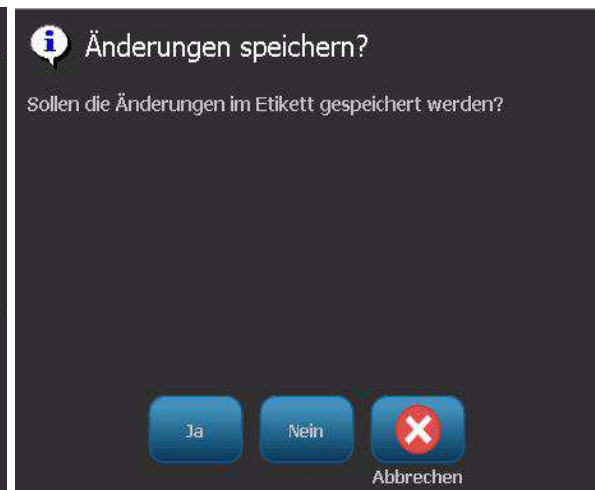 Änderungen speichern?
Sollen die Änderungen im Etikett gespeichert werden?
Ja
Nein
Abbrechen